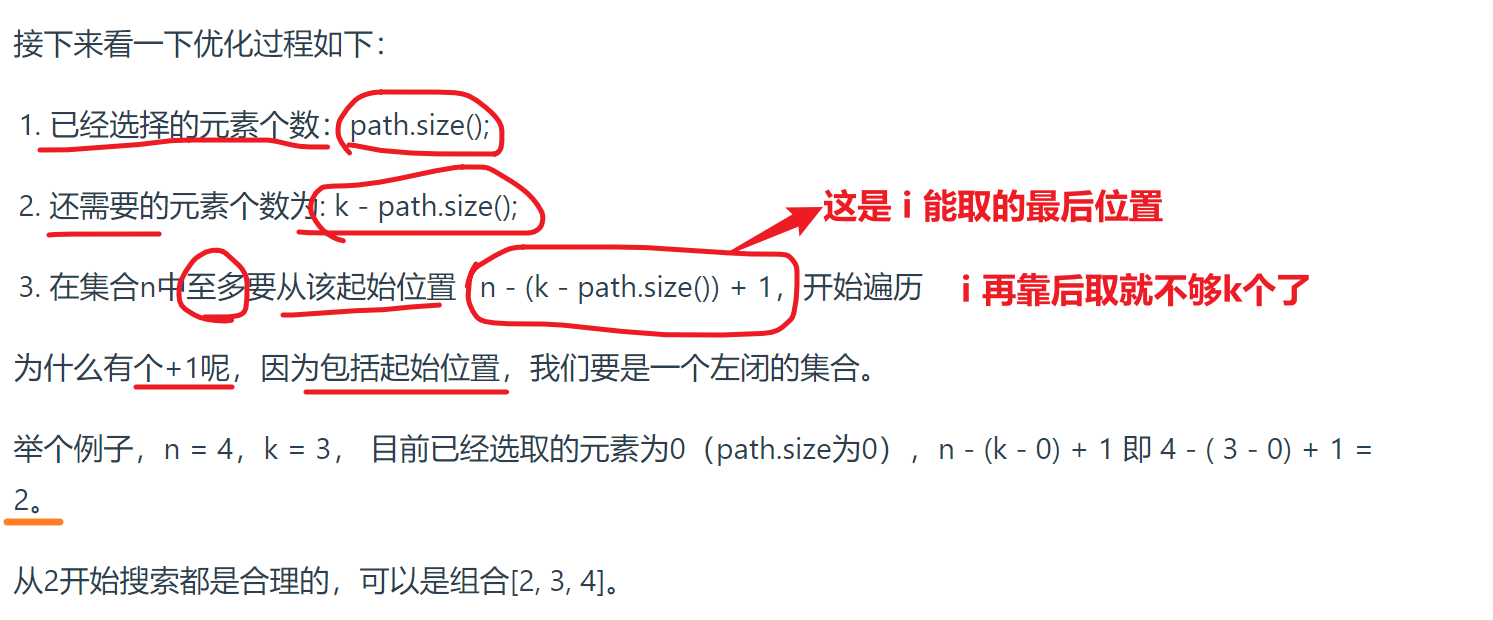 接下来看一下优化过程如下：
1. 已经选择的元素个数：path.size();
2. 还需要的元素个数为: k - path.size();
这是 i 能取的最后位置
3. 在集合n中至多要从该起始位置 : n - (k - path.size()) + 1，开始遍历
i 再靠后取就不够k个了
为什么有个+1呢，因为包括起始位置，我们要是一个左闭的集合。
举个例子，n = 4，k = 3， 目前已经选取的元素为0（path.size为0），n - (k - 0) + 1 即 4 - ( 3 - 0) + 1 =
2。
从2开始搜索都是合理的，可以是组合[2, 3, 4]。